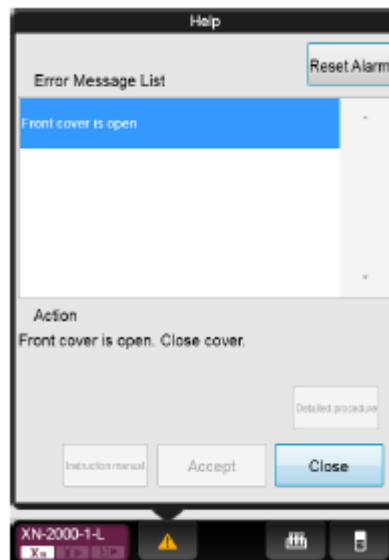 Help
Reset Alarm
Error Message List
Front cover is open
Action
Front cover is open. Close cover.
Detailed procedure
Instruction manual
Accept
Close
XN-2000-1-L
XN